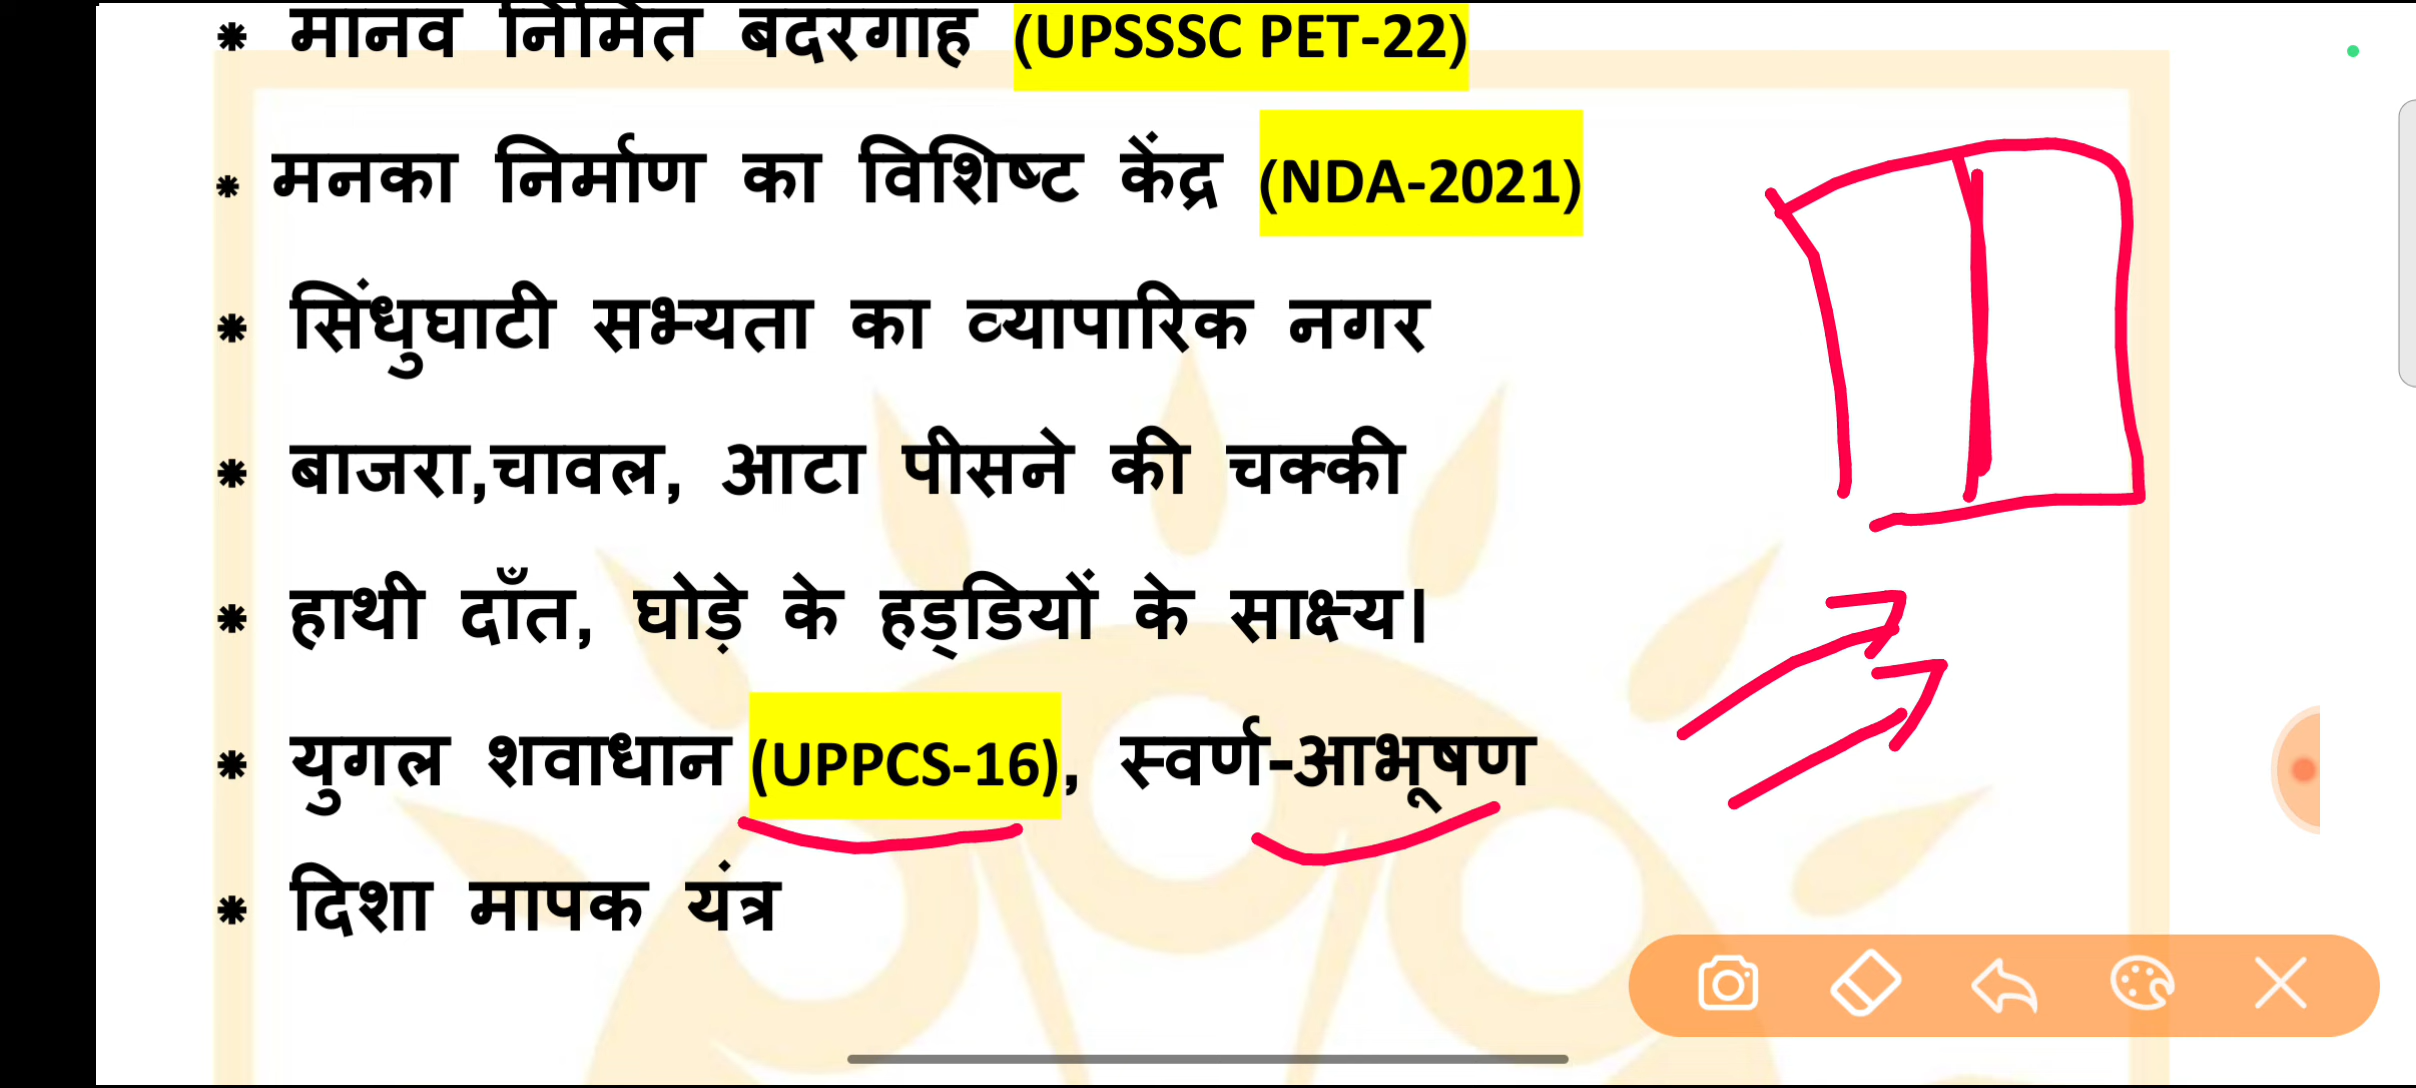 * मानव निर्मित बंदरगाह (UPSSSC PET-22)
* मनका निर्माण का विशिष्ट केंद्र (NDA-2021)
* सिंधुघाटी सभ्यता का व्यापारिक नगर
* बाजरा,चावल, आटा पीसने की चक्की
* हाथी दाँत, घोड़े के हड्डियों के साक्ष्य।
* युगल शवाधान (UPPCS-16), स्वर्ण-आभूषण
* दिशा मापक यंत्र